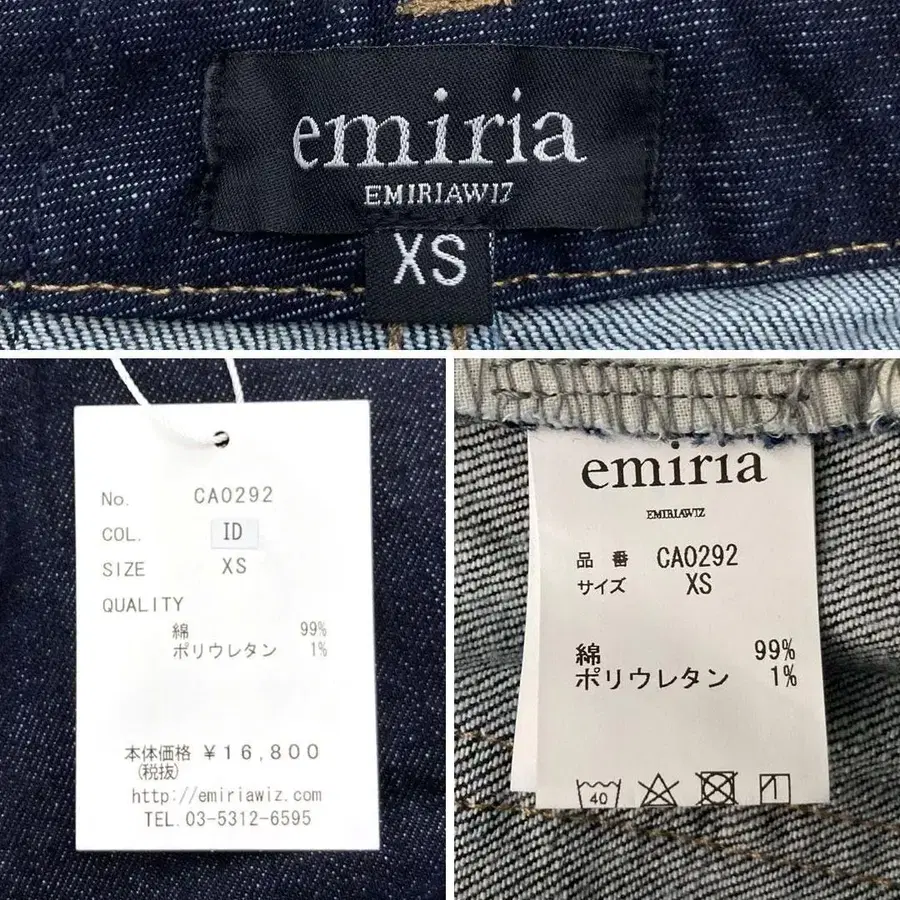 emiria
EMIRIAWIZ
XS
No. CA0292
COL. ID
SIZE XS
QUALITY
綿 99%
ポリウレタン 1%
本体価格 ¥16,800
(税抜)
http://emiriawiz.com
TEL.03-5312-6595
emiria
EMIRIAWIZ
品番 CA0292
サイズ XS
綿 99%
ポリウレタン 1%
40